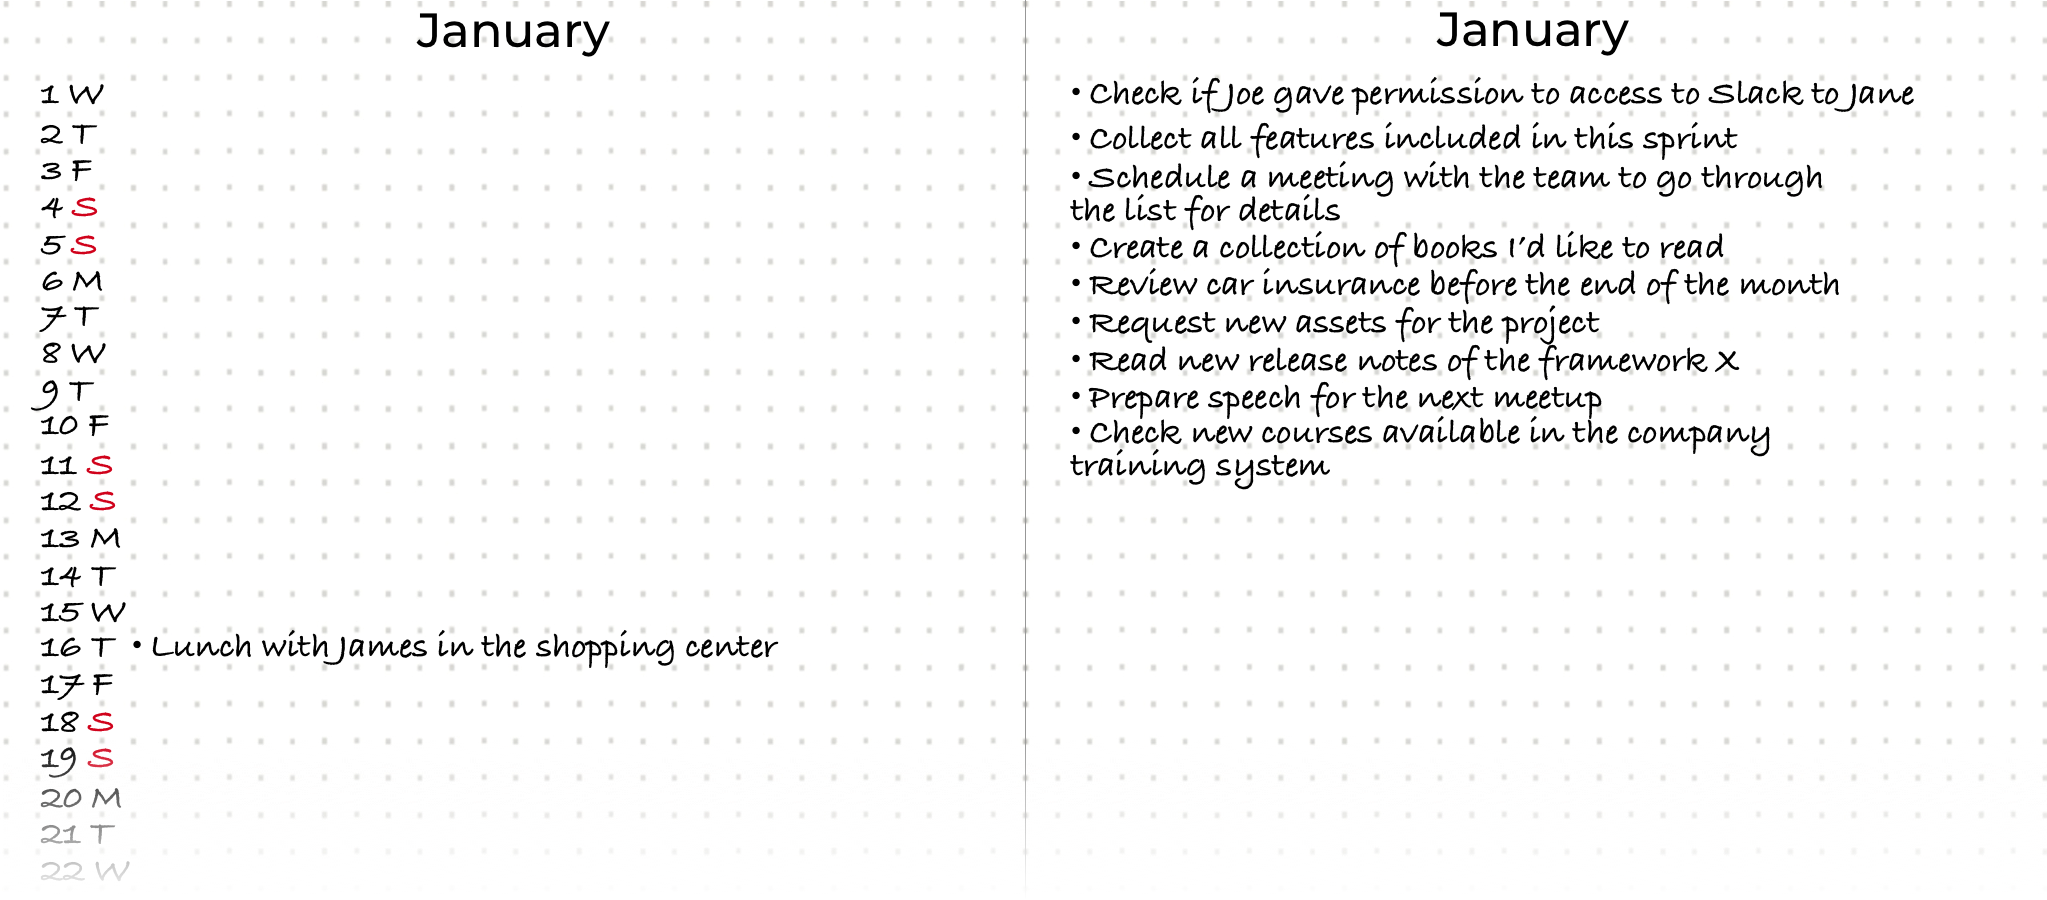 January
1 W
2 T
3 F
4 S
5 S
6 M
7 T
8 W
9 T
10 F
11 S
12 S
13 M
14 T
15 W
16 T • Lunch with James in the shopping center
17 F
18 S
19 S
20 M
21 T
22 W
January
• Check if Joe gave permission to access to Slack to Jane
• Collect all features included in this sprint
• Schedule a meeting with the team to go through
the list for details
• Create a collection of books I'd like to read
• Review car insurance before the end of the month
• Request new assets for the project
• Read new release notes of the framework X
• Prepare speech for the next meetup
• Check new courses available in the company
training system